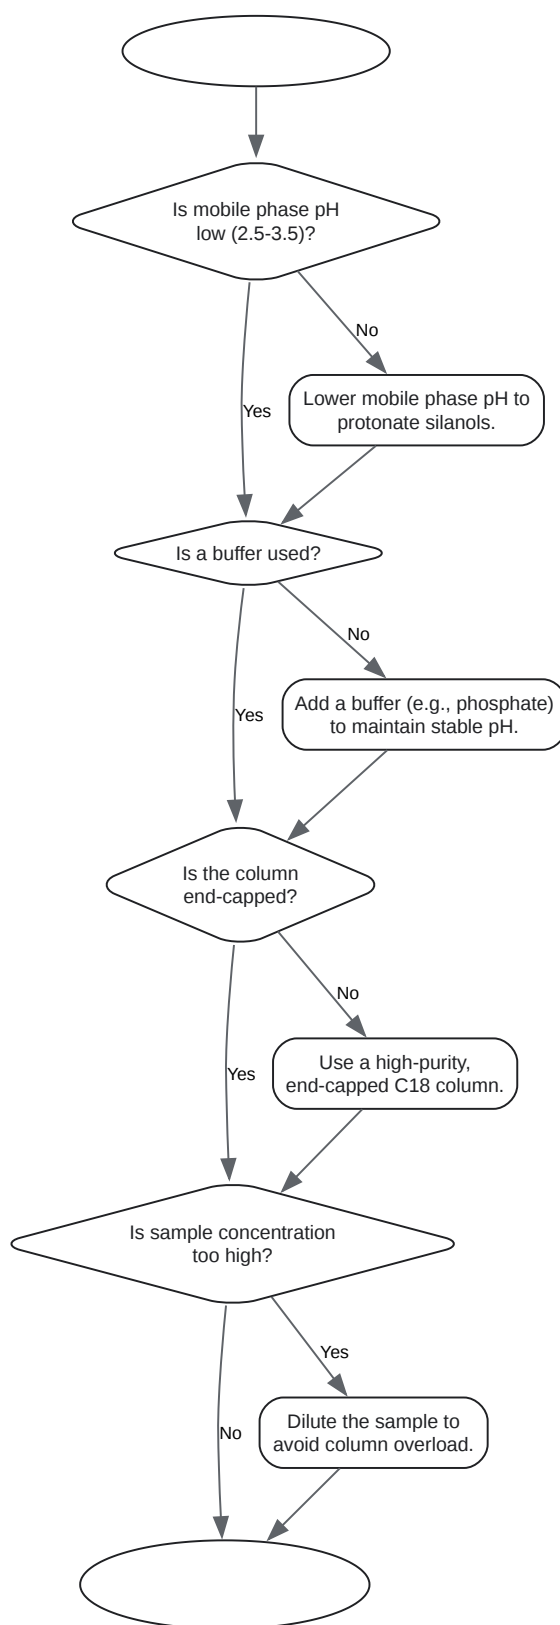 Is mobile phase pH
low (2.5-3.5)?
No
Yes
Lower mobile phase pH to
protonate silanols.
Is a buffer used?
No
Yes
Add a buffer (e.g., phosphate)
to maintain stable pH.
Is the column
end-capped?
No
Yes
Use a high-purity,
end-capped C18 column.
Is sample concentration
too high?
Yes
No
Dilute the sample to
avoid column overload.